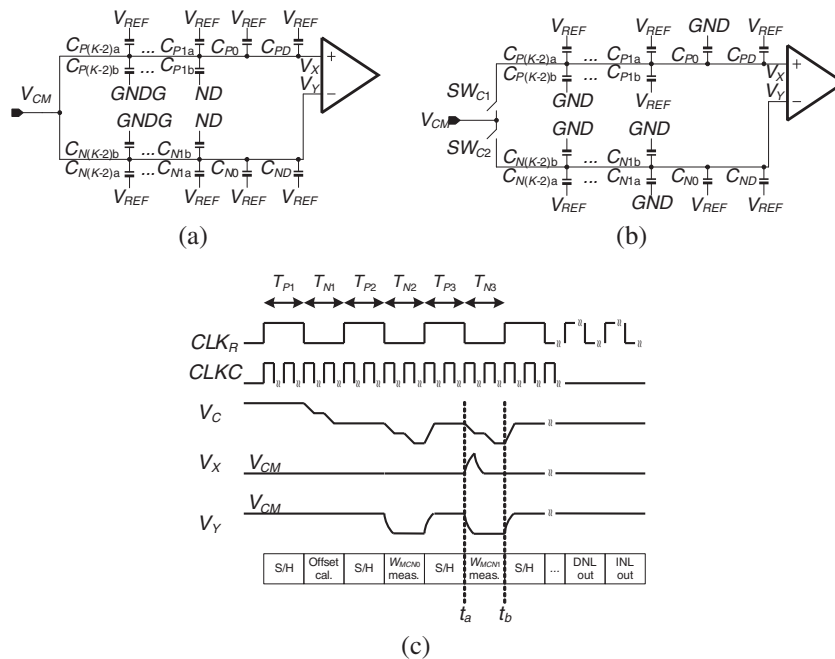 V_REF V_REF V_REF V_REF
C_P(K-2)a ... C_P1a C_P0 C_PD
C_P(K-2)b ... C_P1b
GNDG ND
V_CM
V_X
V_Y
+
−
GNDG ND
C_N(K-2)b ... C_N1b
C_N(K-2)a ... C_N1a C_N0 C_ND
V_REF V_REF V_REF V_REF
(a)
V_REF V_REF GND V_REF
C_P(K-2)a ... C_P1a C_P0 C_PD
C_P(K-2)b ... C_P1b
GND V_REF
SW_C1
V_CM
SW_C2
V_X
V_Y
+
−
GND GND
C_N(K-2)b ... C_N1b
C_N(K-2)a ... C_N1a C_N0 C_ND
V_REF GND V_REF V_REF
(b)
T_P1 T_N1 T_P2 T_N2 T_P3 T_N3
CLK_R
CLKC
V_C
V_X V_CM
V_Y V_CM
S/H Offset cal. S/H W_MCN0 meas. S/H W_MCN1 meas. S/H ... DNL out INL out
t_a t_b
(c)